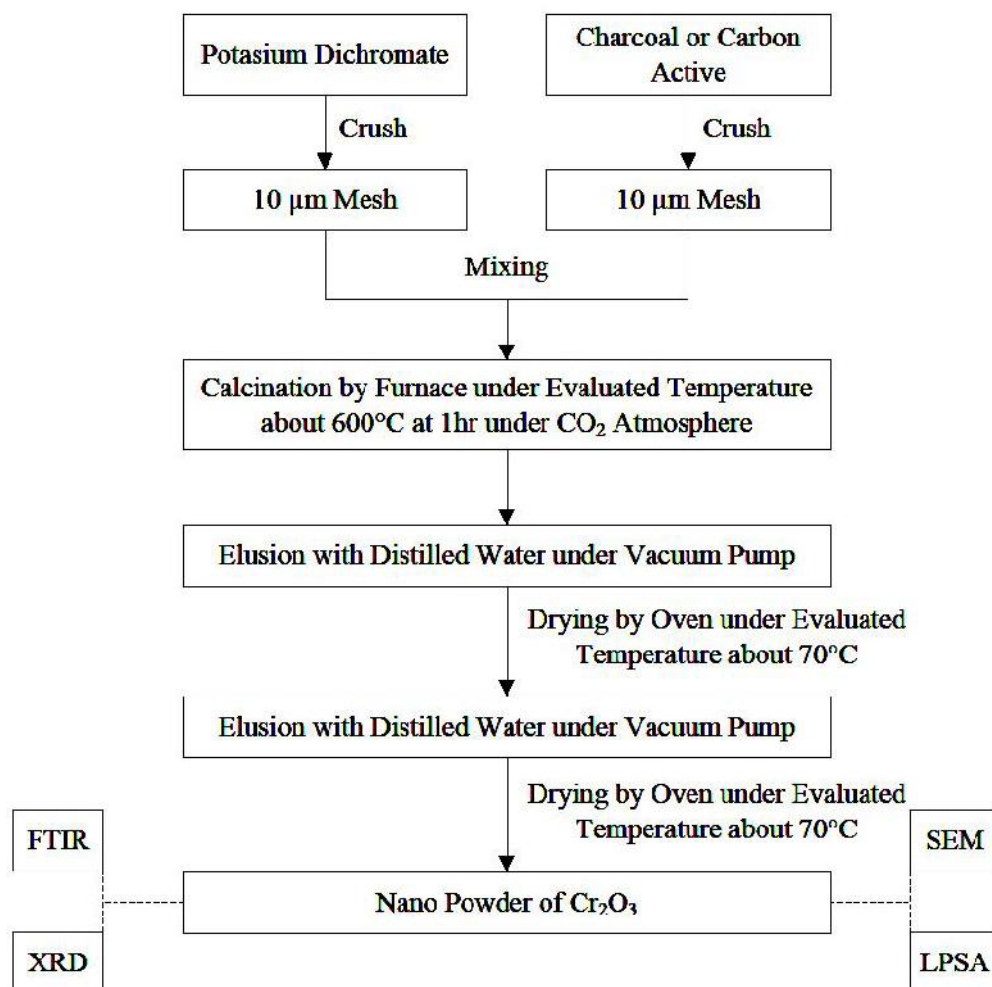 Potasium Dichromate
Charcoal or Carbon
Active
Crush
Crush
10 μm Mesh
10 μm Mesh
Mixing
Calcination by Furnace under Evaluated Temperature
about 600°C at 1hr under CO₂ Atmosphere
Elusion with Distilled Water under Vacuum Pump
Drying by Oven under Evaluated
Temperature about 70°C
Elusion with Distilled Water under Vacuum Pump
Drying by Oven under Evaluated
Temperature about 70°C
FTIR
SEM
Nano Powder of Cr₂O₃
XRD
LPSA